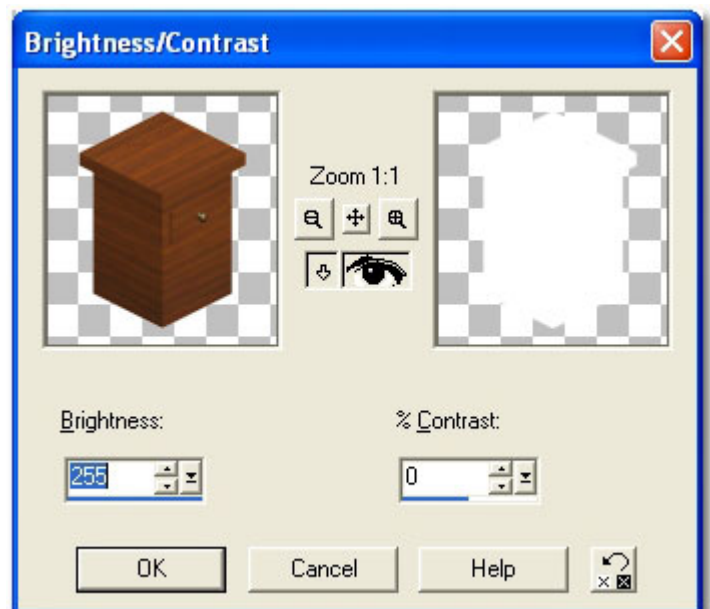 Brightness/Contrast
Zoom 1:1
Brightness:
% Contrast:
255
0
OK
Cancel
Help